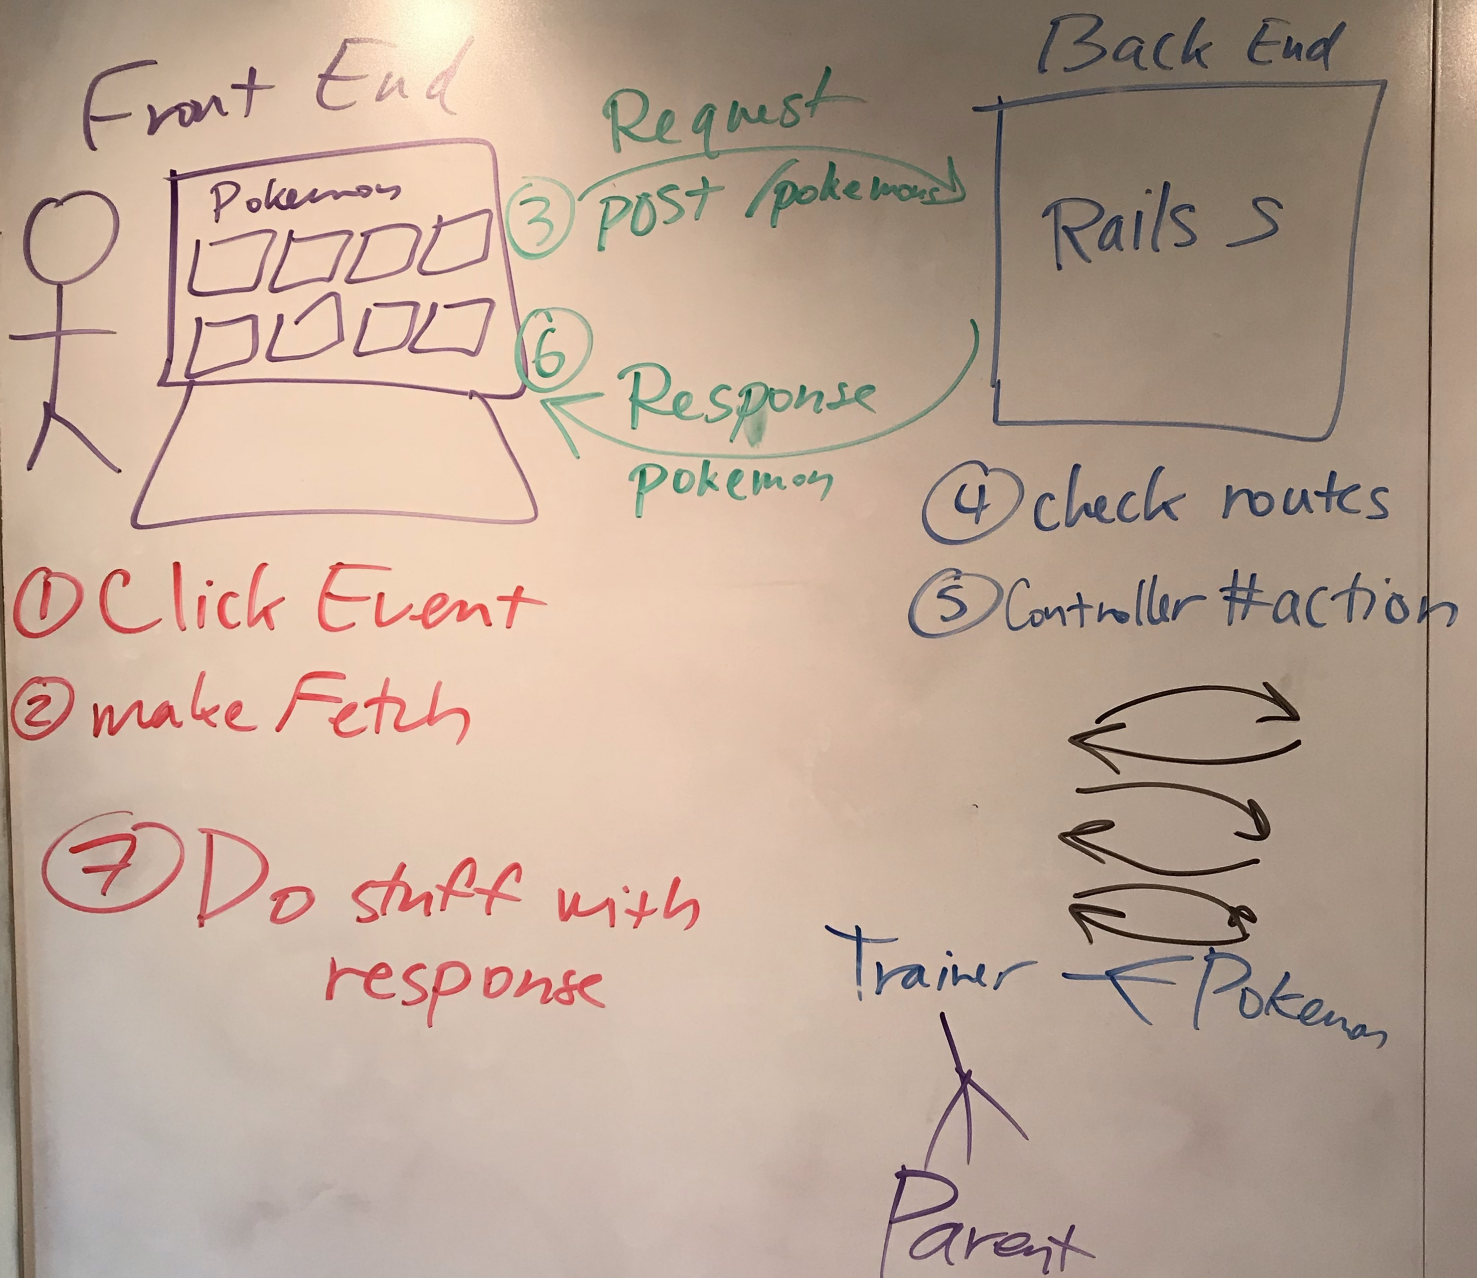 Front End
Pokemon
Request
③ POST /pokemons
⑥ Response
pokemon
Back End
Rails s
④ check routes
⑤ Controller #action
① Click Event
② make Fetch
⑦ Do stuff with
response
Trainer
Pokemon
Parent